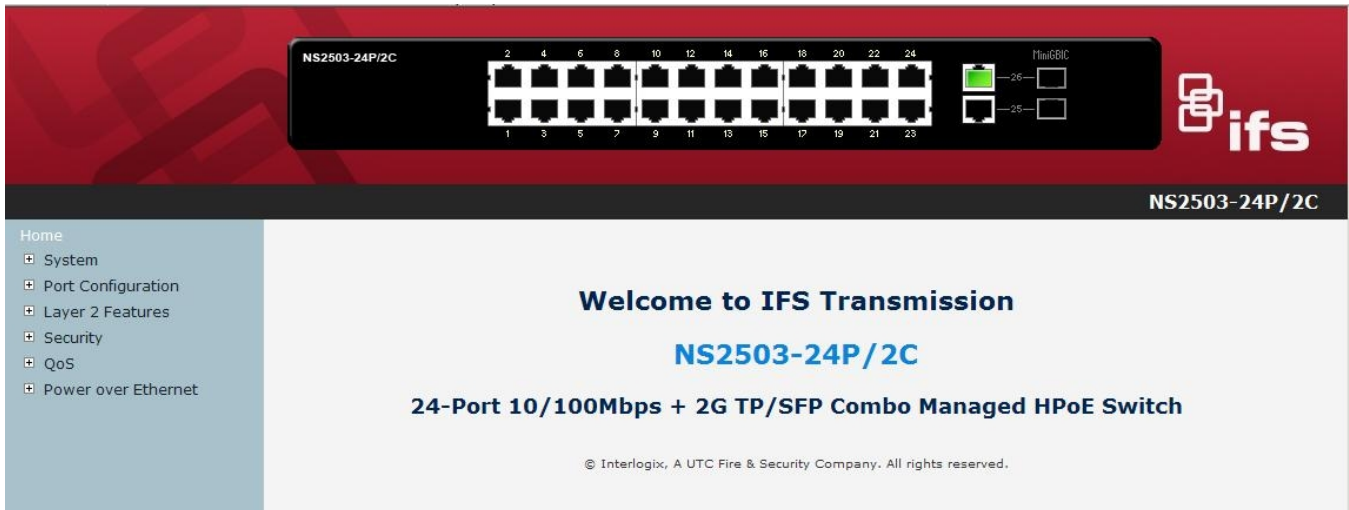 NS2503-24P/2C
2 4 6 8 10 12 14 16 18 20 22 24
MiniGBIC
26
25
1 3 5 7 9 11 13 15 17 19 21 23
ifs
NS2503-24P/2C
Home
System
Port Configuration
Layer 2 Features
Security
QoS
Power over Ethernet
Welcome to IFS Transmission
NS2503-24P/2C
24-Port 10/100Mbps + 2G TP/SFP Combo Managed HPoE Switch
© Interlogix, A UTC Fire & Security Company. All rights reserved.